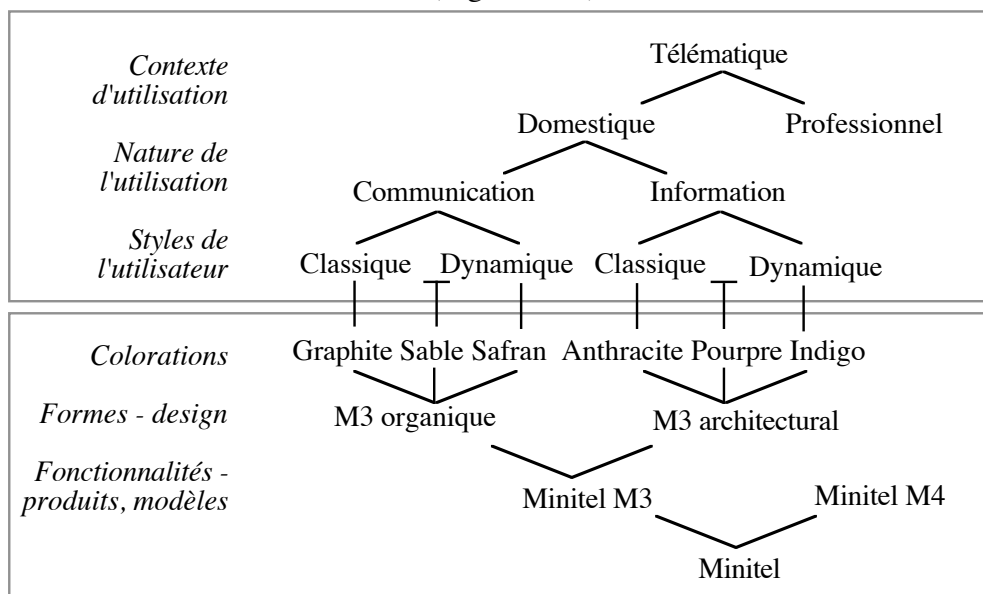 Télématique
Contexte
d'utilisation
Domestique Professionnel
Nature de
l'utilisation
Communication Information
Styles de
l'utilisateur
Classique Dynamique Classique Dynamique
Colorations
Graphite Sable Safran Anthracite Pourpre Indigo
Formes - design
M3 organique M3 architectural
Fonctionnalités -
produits, modèles
Minitel M3 Minitel M4
Minitel